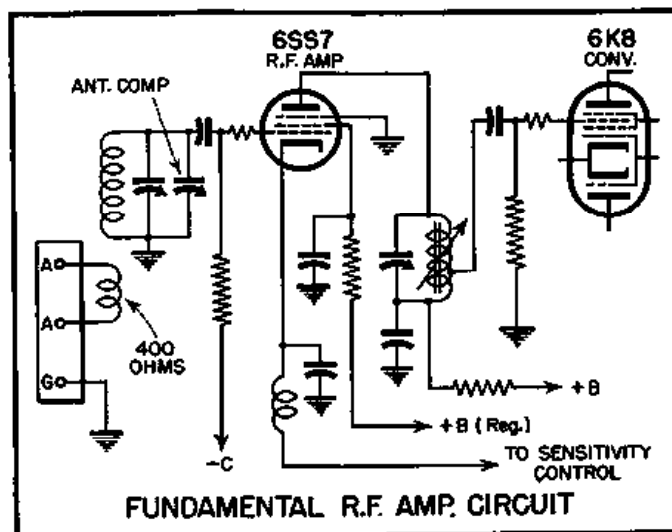 6SS7
R.F. AMP
6K8
CONV.
ANT. COMP
A
A
G
400
OHMS
-C
+B
+B (Reg.)
TO SENSITIVITY
CONTROL
FUNDAMENTAL R.F. AMP. CIRCUIT